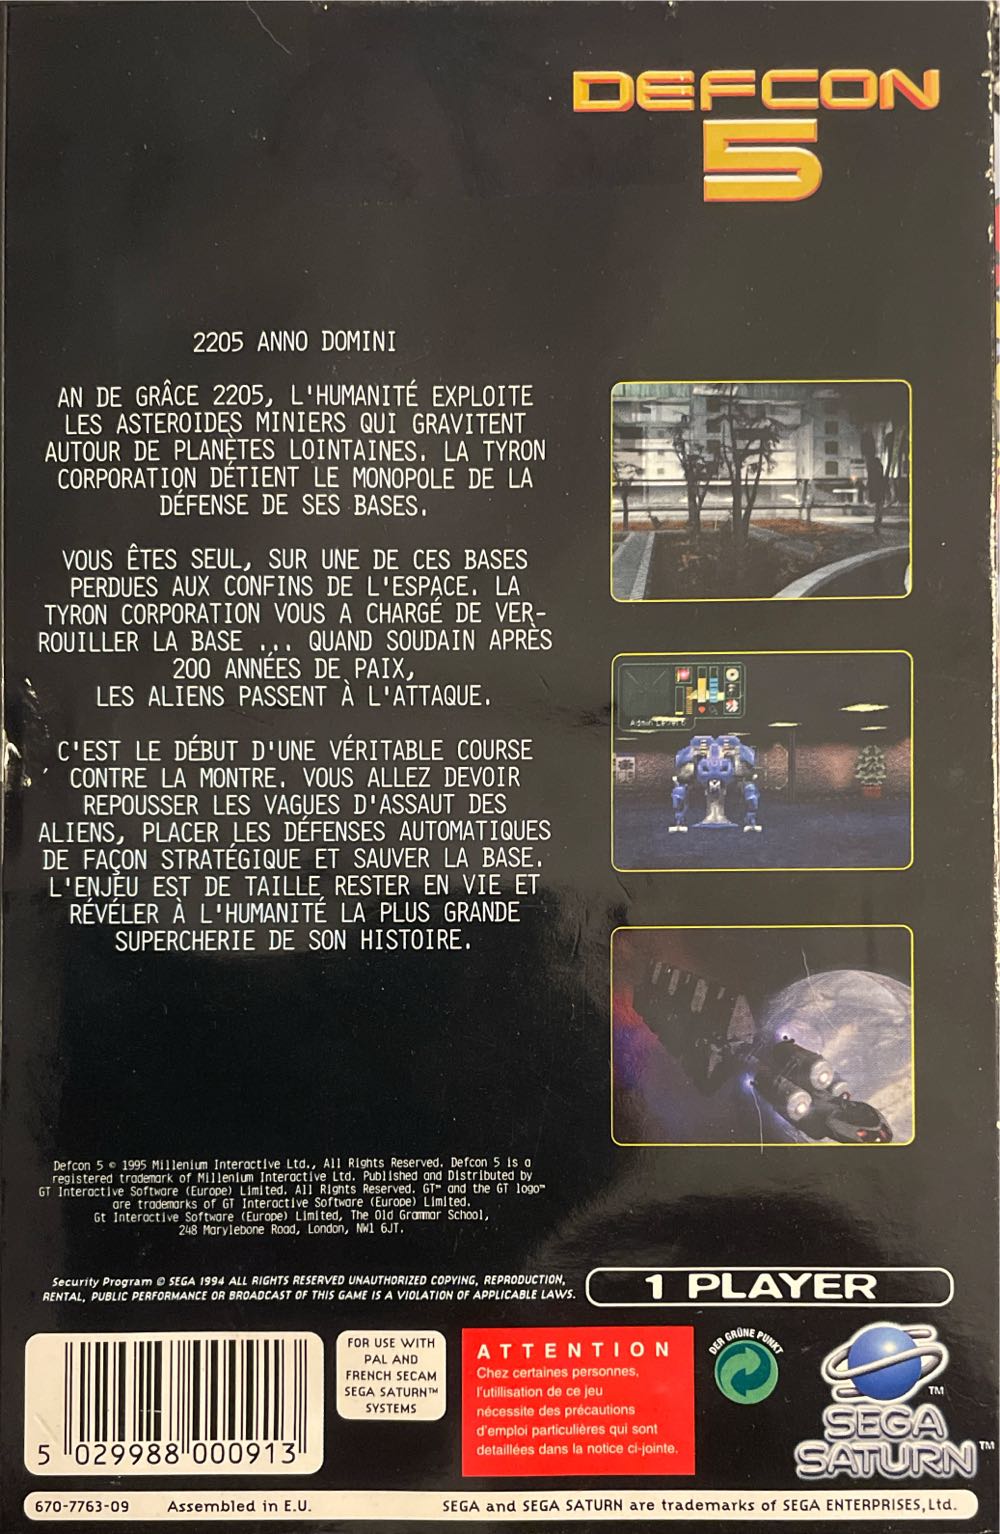 DEFCON
5
2205 ANNO DOMINI
AN DE GRÂCE 2205, L'HUMANITÉ EXPLOITE
LES ASTEROIDES MINIERS QUI GRAVITENT
AUTOUR DE PLANÈTES LOINTAINES. LA TYRON
CORPORATION DÉTIENT LE MONOPOLE DE LA
DÉFENSE DE SES BASES.
VOUS ÊTES SEUL, SUR UNE DE CES BASES
PERDUES AUX CONFINS DE L'ESPACE. LA
TYRON CORPORATION VOUS A CHARGÉ DE VER-
ROUILLER LA BASE ... QUAND SOUDAIN APRÈS
200 ANNÉES DE PAIX,
LES ALIENS PASSENT À L'ATTAQUE.
C'EST LE DÉBUT D'UNE VÉRITABLE COURSE
CONTRE LA MONTRE. VOUS ALLEZ DEVOIR
REPOUSSER LES VAGUES D'ASSAUT DES
ALIENS, PLACER LES DÉFENSES AUTOMATIQUES
DE FAÇON STRATÉGIQUE ET SAUVER LA BASE.
L'ENJEU EST DE TAILLE RESTER EN VIE ET
RÉVÉLER À L'HUMANITÉ LA PLUS GRANDE
SUPERCHERIE DE SON HISTOIRE.
Defcon 5 © 1995 Millenium Interactive Ltd., All Rights Reserved. Defcon 5 is a
registered trademark of Millenium Interactive Ltd. Published and Distributed by
GT Interactive Software (Europe) Limited. All Rights Reserved. GT™ and the GT logo™
are trademarks of GT Interactive Software (Europe) Limited.
Gt Interactive Software (Europe) Limited, The Old Grammar School,
248 Marylebone Road, London, NW1 6JT.
Security Program © SEGA 1994 ALL RIGHTS RESERVED UNAUTHORIZED COPYING, REPRODUCTION,
RENTAL, PUBLIC PERFORMANCE OR BROADCAST OF THIS GAME IS A VIOLATION OF APPLICABLE LAWS.
1 PLAYER
5 029988 000913
FOR USE WITH
PAL AND
FRENCH SECAM
SEGA SATURN™
SYSTEMS
ATTENTION
Chez certaines personnes,
l'utilisation de ce jeu
nécessite des précautions
d'emploi particulières qui sont
detaillées dans la notice ci-jointe.
DER GRÜNE PUNKT
TM
SEGA
SATURN™
670-7763-09 Assembled in E.U. SEGA and SEGA SATURN are trademarks of SEGA ENTERPRISES,Ltd.